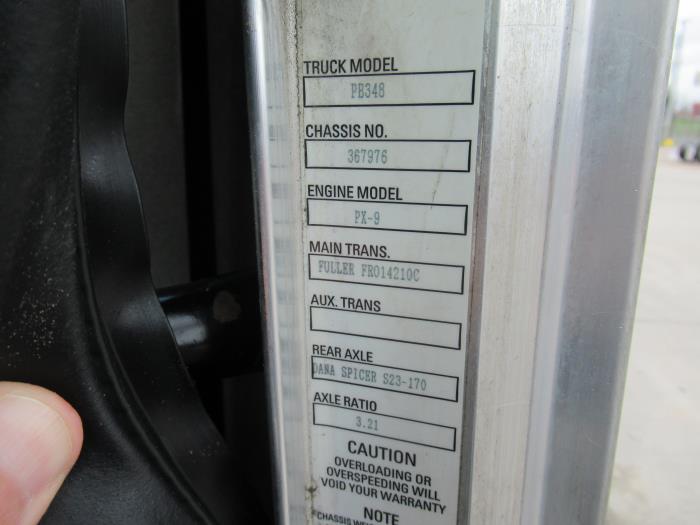 TRUCK MODEL
PB348
CHASSIS NO.
367976
ENGINE MODEL
PX-9
MAIN TRANS.
FULLER FRO14210C
AUX. TRANS
REAR AXLE
DANA SPICER S23-170
AXLE RATIO
3.21
CAUTION
OVERLOADING OR
OVERSPEEDING WILL
VOID YOUR WARRANTY
NOTE